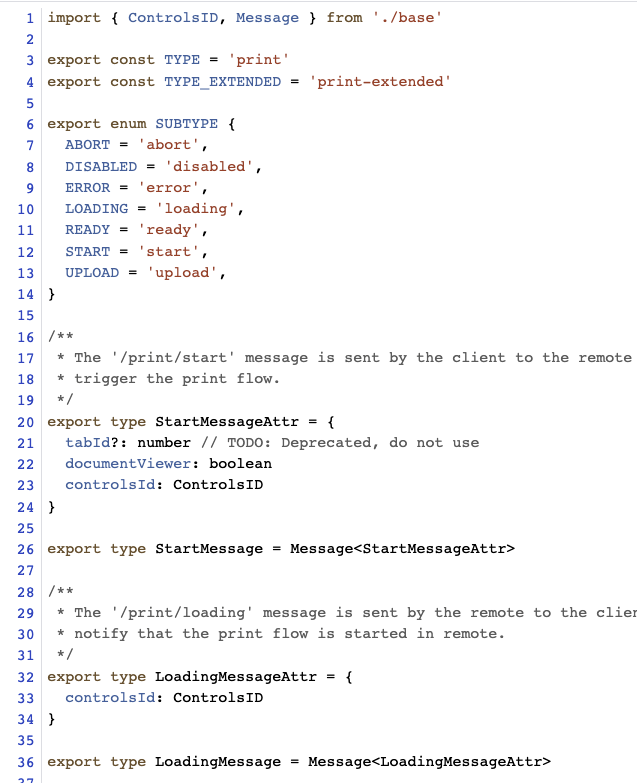 1 import { ControlsID, Message } from './base'
2
3 export const TYPE = 'print'
4 export const TYPE_EXTENDED = 'print-extended'
5
6 export enum SUBTYPE {
7   ABORT = 'abort',
8   DISABLED = 'disabled',
9   ERROR = 'error',
10   LOADING = 'loading',
11   READY = 'ready',
12   START = 'start',
13   UPLOAD = 'upload',
14 }
15
16 /**
17  * The '/print/start' message is sent by the client to the remote
18  * trigger the print flow.
19  */
20 export type StartMessageAttr = {
21   tabId?: number // TODO: Deprecated, do not use
22   documentViewer: boolean
23   controlsId: ControlsID
24 }
25
26 export type StartMessage = Message<StartMessageAttr>
27
28 /**
29  * The '/print/loading' message is sent by the remote to the
30  * notify that the print flow is started in remote.
31  */
32 export type LoadingMessageAttr = {
33   controlsId: ControlsID
34 }
35
36 export type LoadingMessage = Message<LoadingMessageAttr>